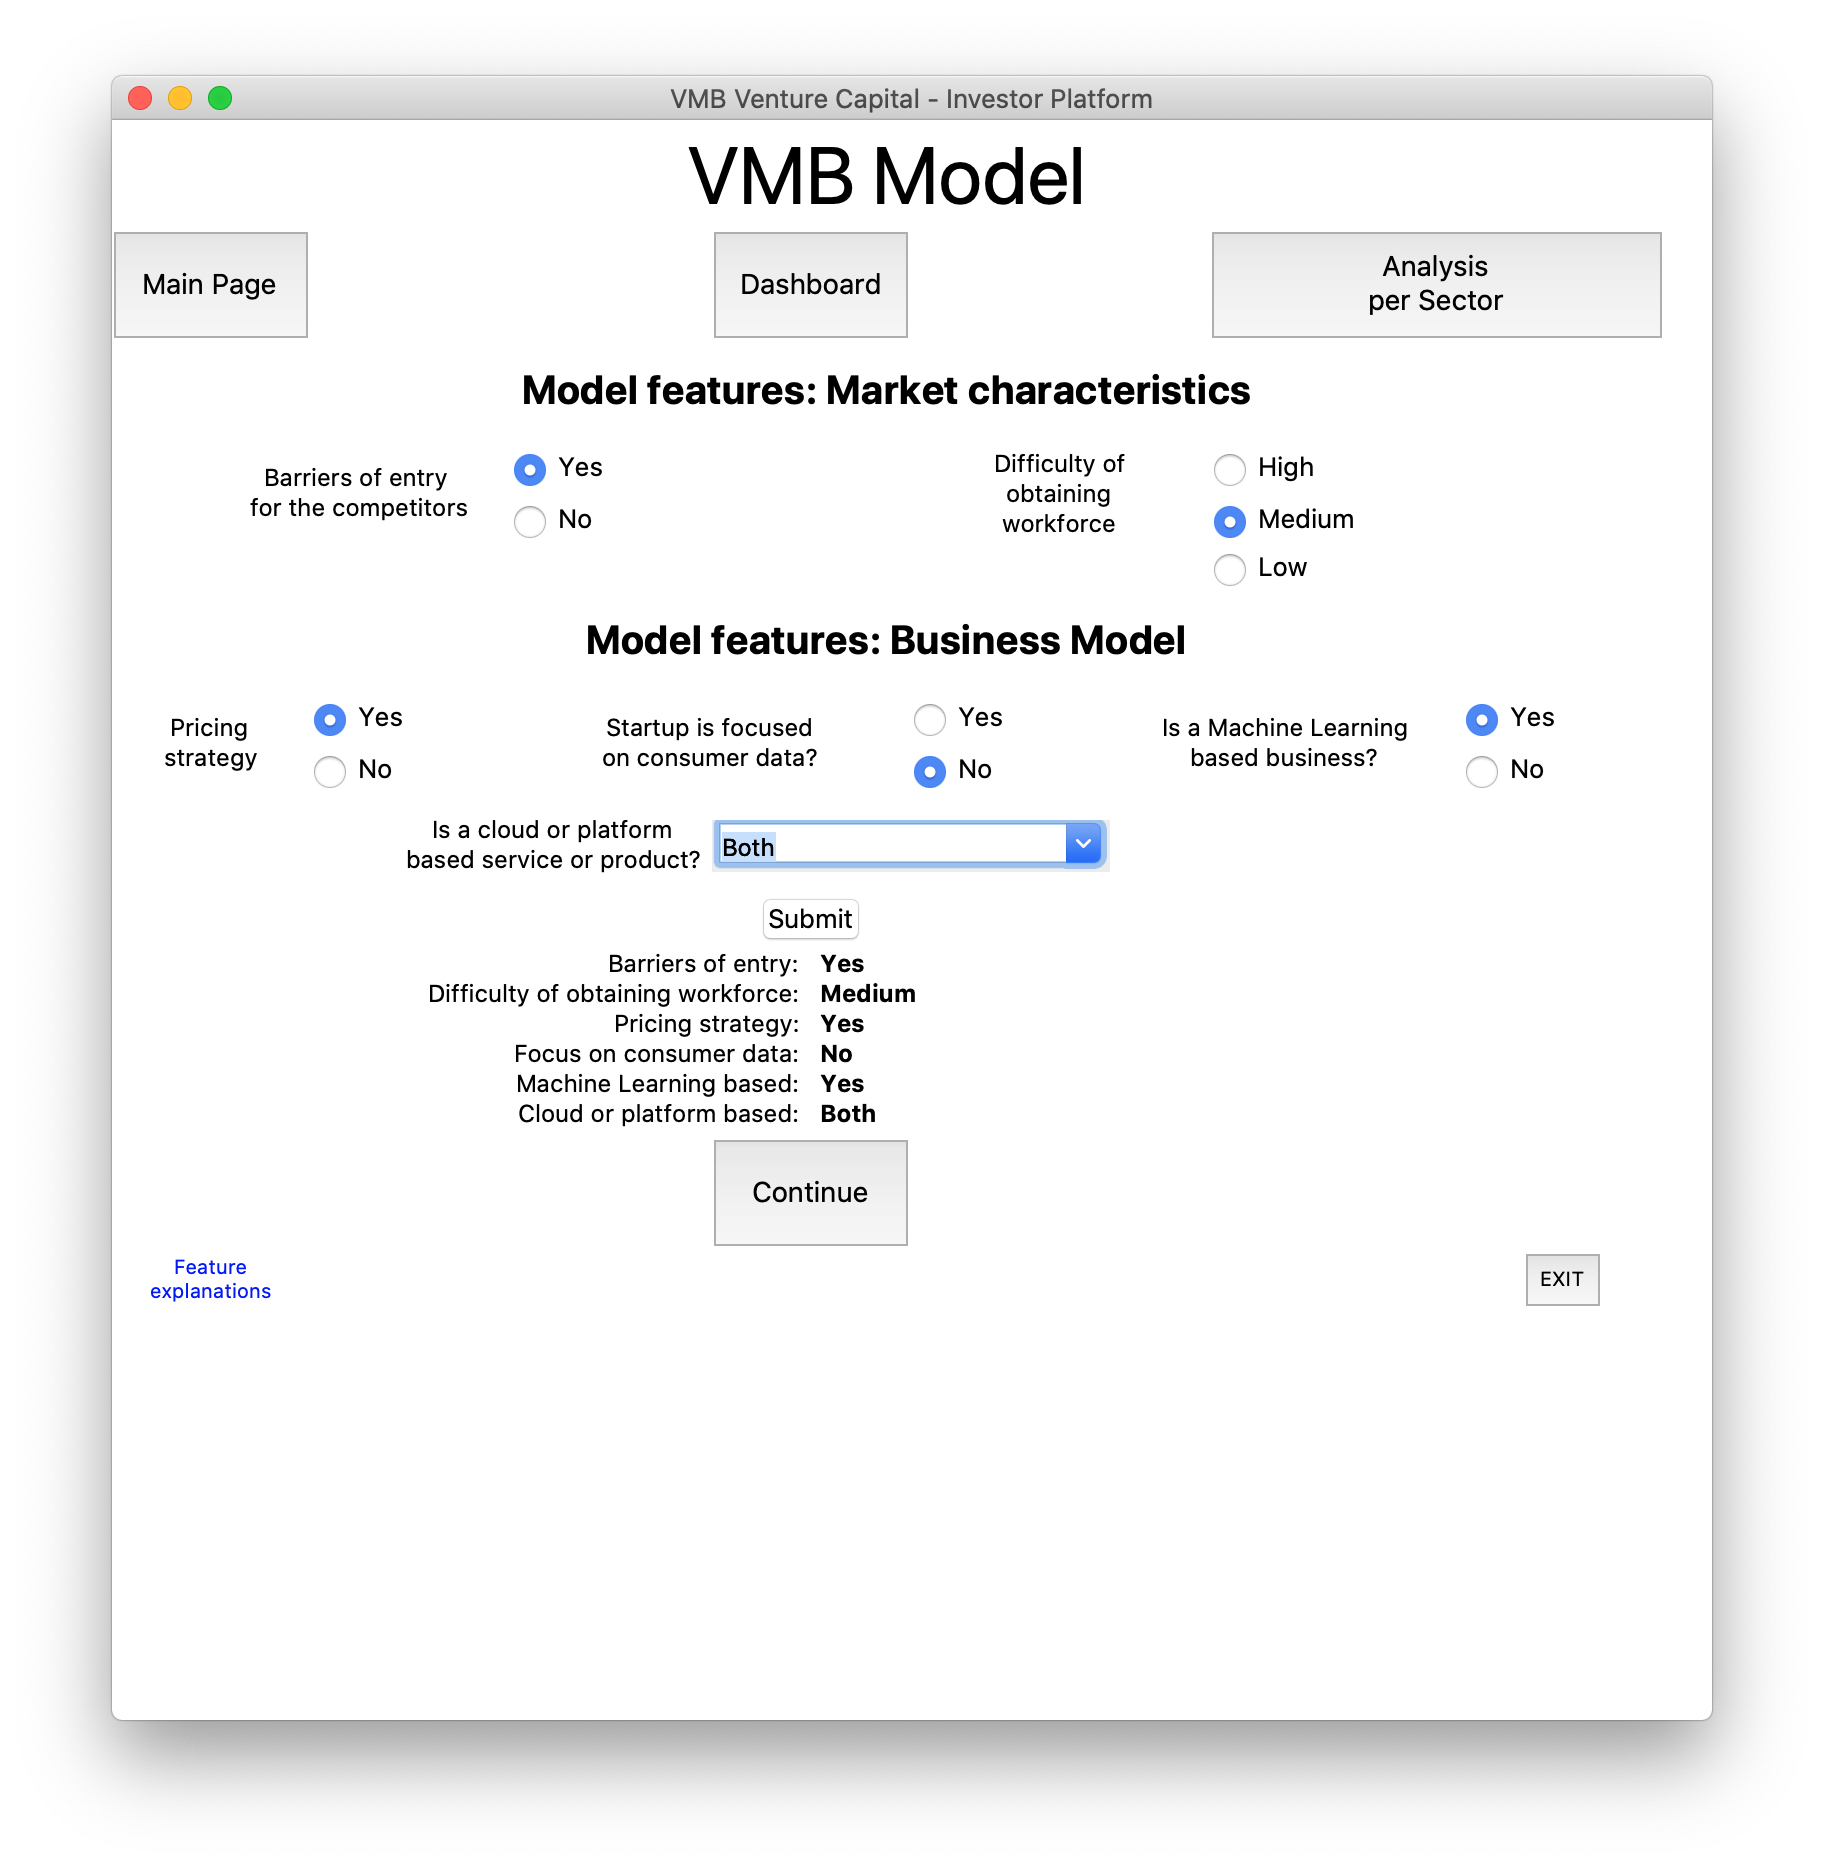 VMB Venture Capital - Investor Platform
VMB Model
Main Page
Dashboard
Analysis
per Sector
Model features: Market characteristics
Barriers of entry
for the competitors
Yes
No
Difficulty of
obtaining
workforce
High
Medium
Low
Model features: Business Model
Pricing
strategy
Yes
No
Startup is focused
on consumer data?
Yes
No
Is a Machine Learning
based business?
Yes
No
Is a cloud or platform
based service or product?
Both
Submit
Barriers of entry: Yes
Difficulty of obtaining workforce: Medium
Pricing strategy: Yes
Focus on consumer data: No
Machine Learning based: Yes
Cloud or platform based: Both
Continue
Feature
explanations
EXIT